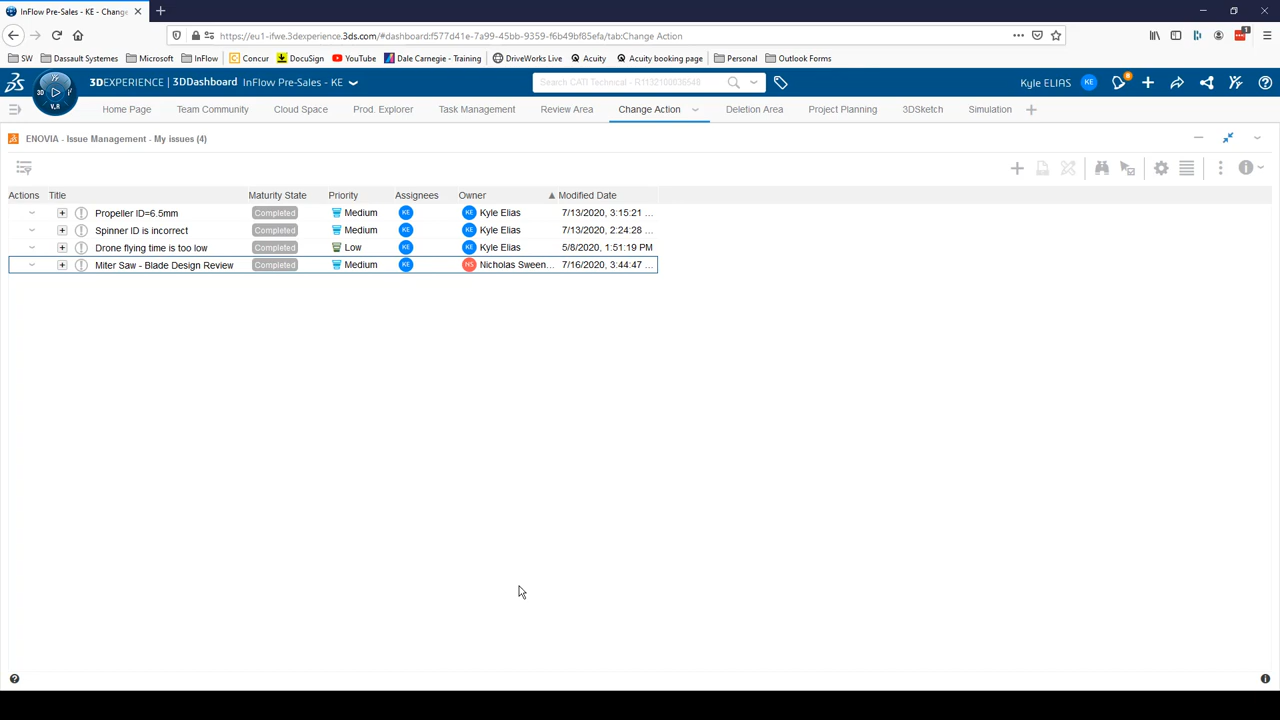 InFlow Pre-Sales - KE - Chang
https://eu1-ifwe.3dexperience.3ds.com/#dashboard:f577d41e-7a99-45bb-9359-f6b49bf85efa/tab:Change Action
SW Dassault Systemes Microsoft InFlow Concur DocuSign YouTube Dale Carnegie - Training DriveWorks Live Acuity Acuity booking page Personal Outlook Forms
3DEXPERIENCE | 3DDashboard InFlow Pre-Sales - KE Search CATI Technical - R1132100636548 Kyle ELIAS KE 8
3D V.R
Home Page Team Community Cloud Space Prod. Explorer Task Management Review Area Change Action Deletion Area Project Planning 3DSketch Simulation
ENOVIA - Issue Management - My issues (4)
Actions Title Maturity State Priority Assignees Owner Modified Date
Propeller ID=6.5mm Completed Medium KE KE Kyle Elias 7/13/2020, 3:15:21 ...
Spinner ID is incorrect Completed Medium KE KE Kyle Elias 7/13/2020, 2:24:28 ...
Drone flying time is too low Completed Low KE KE Kyle Elias 5/8/2020, 1:51:19 PM
Miter Saw - Blade Design Review Completed Medium KE NS Nicholas Sween... 7/16/2020, 3:44:47 ...